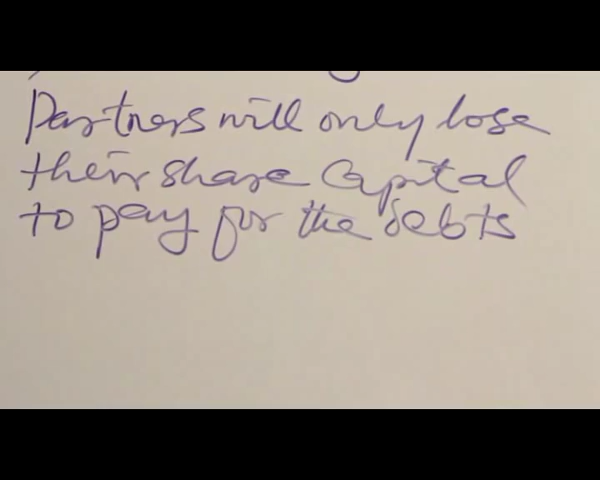 Partners will only lose
their share Capital
to pay for the debts